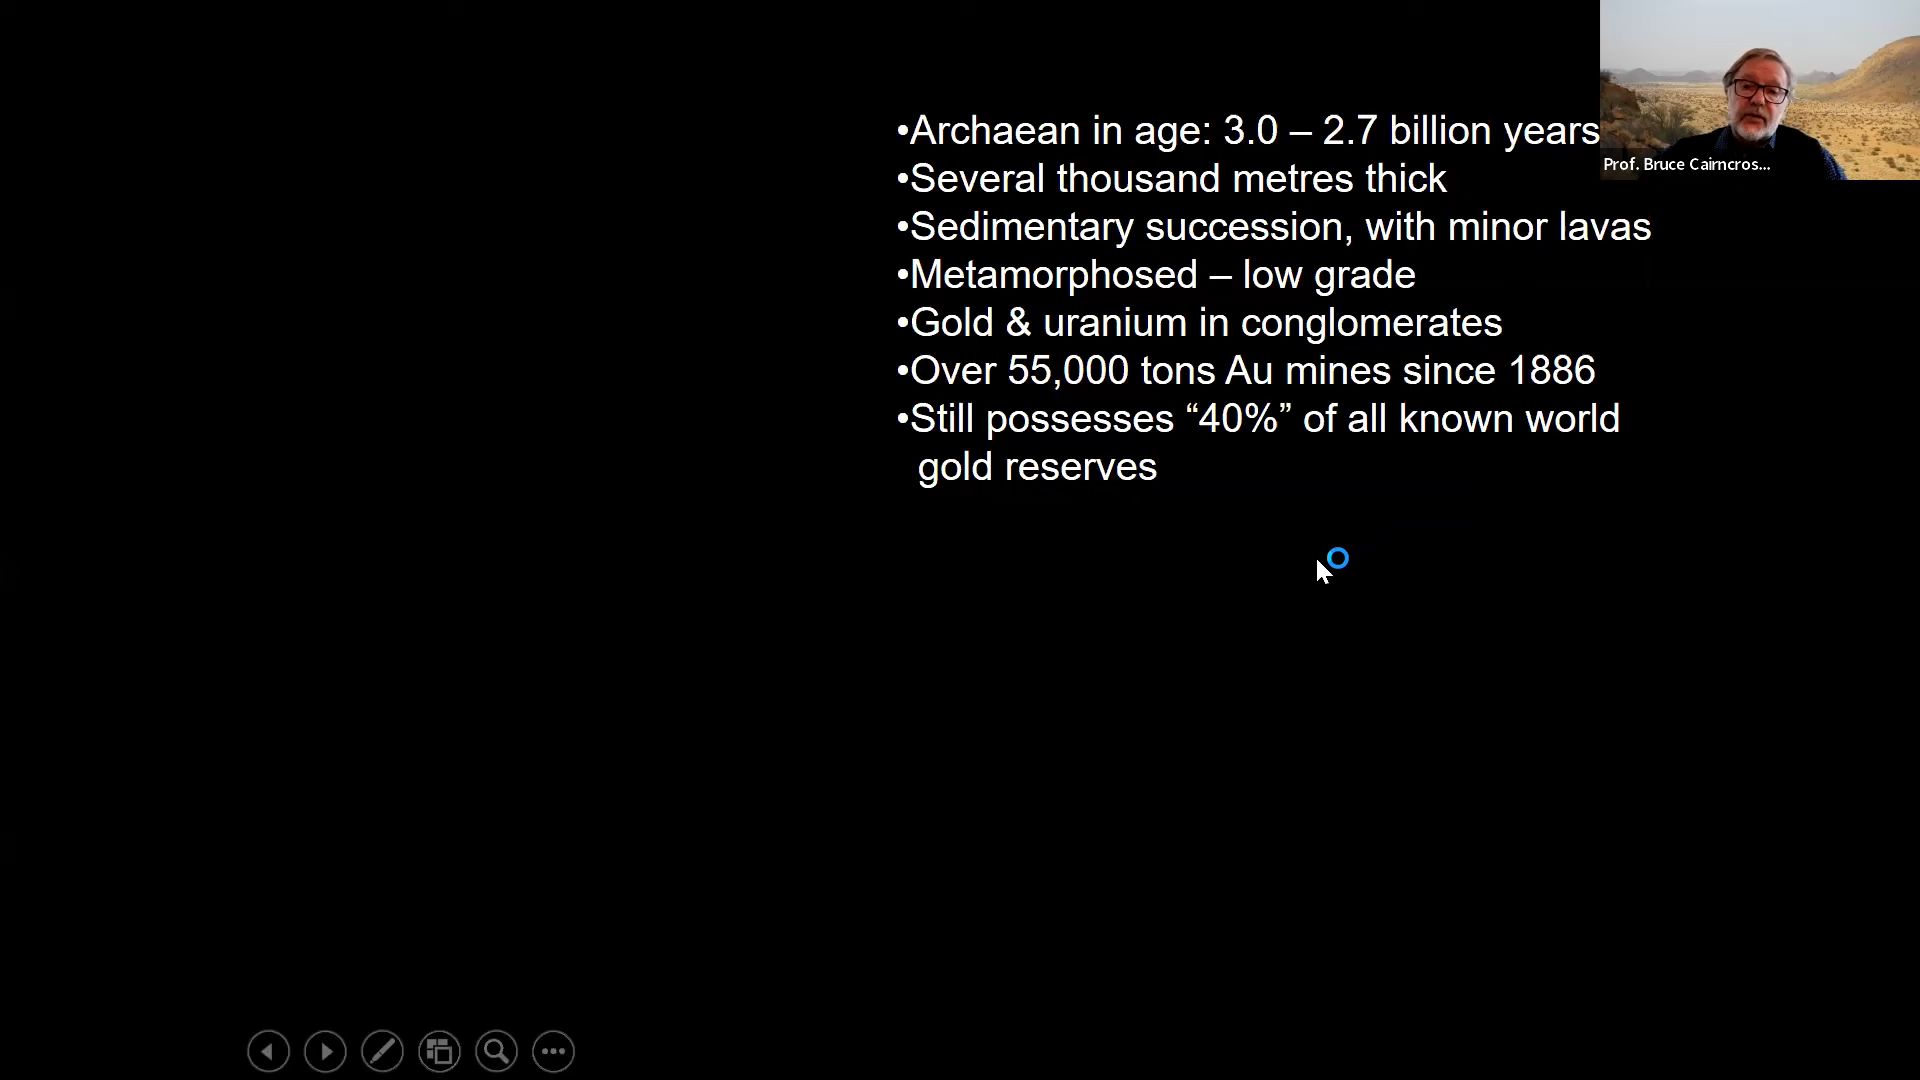 •Archaean in age: 3.0 – 2.7 billion years
•Several thousand metres thick
•Sedimentary succession, with minor lavas
•Metamorphosed – low grade
•Gold & uranium in conglomerates
•Over 55,000 tons Au mines since 1886
•Still possesses “40%” of all known world
gold reserves
Prof. Bruce Cairncros...